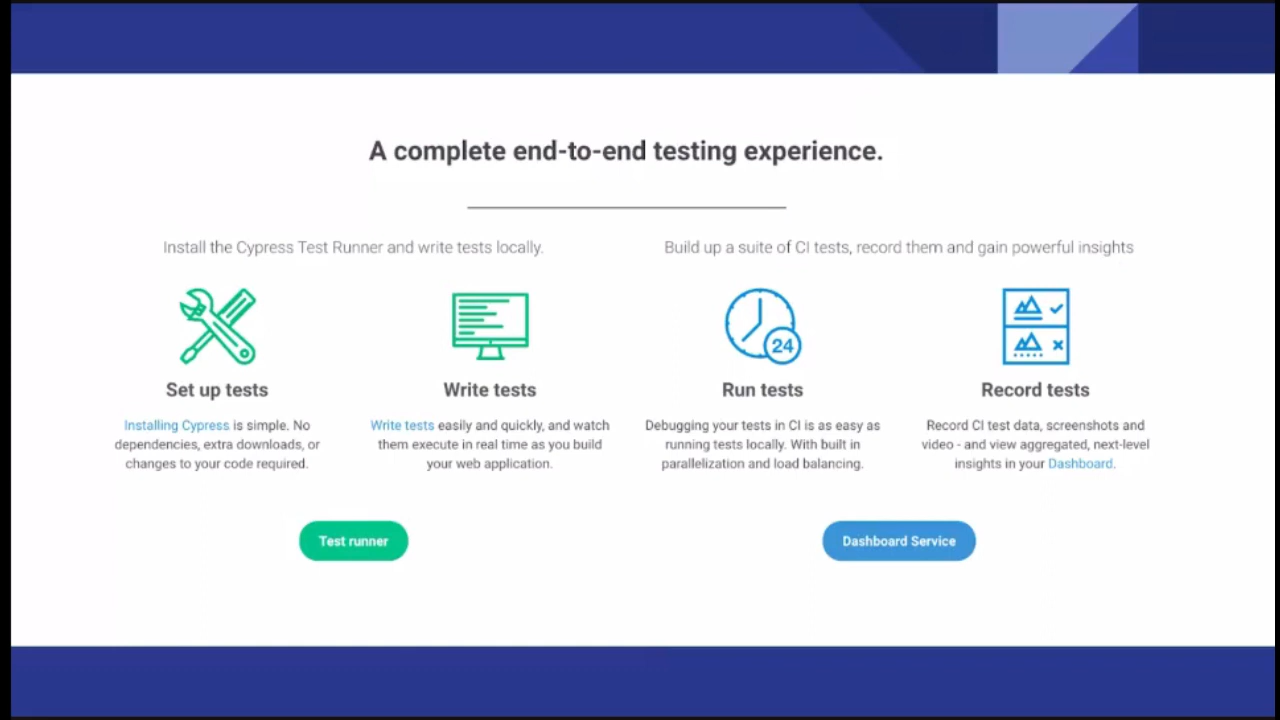 A complete end-to-end testing experience.
Install the Cypress Test Runner and write tests locally.
Build up a suite of CI tests, record them and gain powerful insights
24
Set up tests
Installing Cypress is simple. No
dependencies, extra downloads, or
changes to your code required.
Write tests
Write tests easily and quickly, and watch
them execute in real time as you build
your web application.
Run tests
Debugging your tests in CI is as easy as
running tests locally. With built in
parallelization and load balancing.
Record tests
Record CI test data, screenshots and
video - and view aggregated, next-level
insights in your Dashboard.
Test runner
Dashboard Service